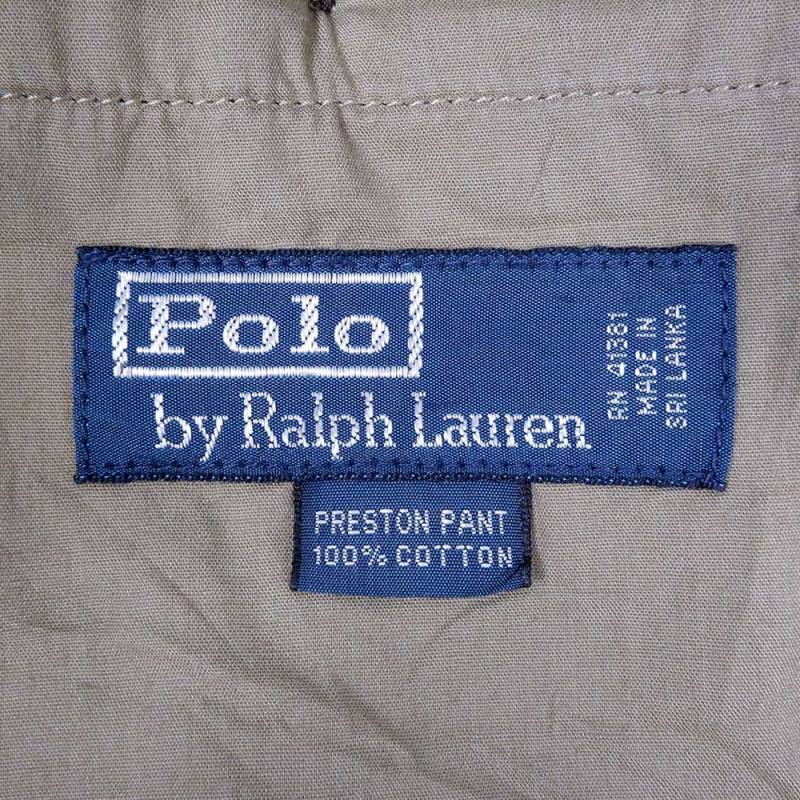 Polo
by Ralph Lauren
RN 41381
MADE IN
SRI LANKA
PRESTON PANT
100% COTTON